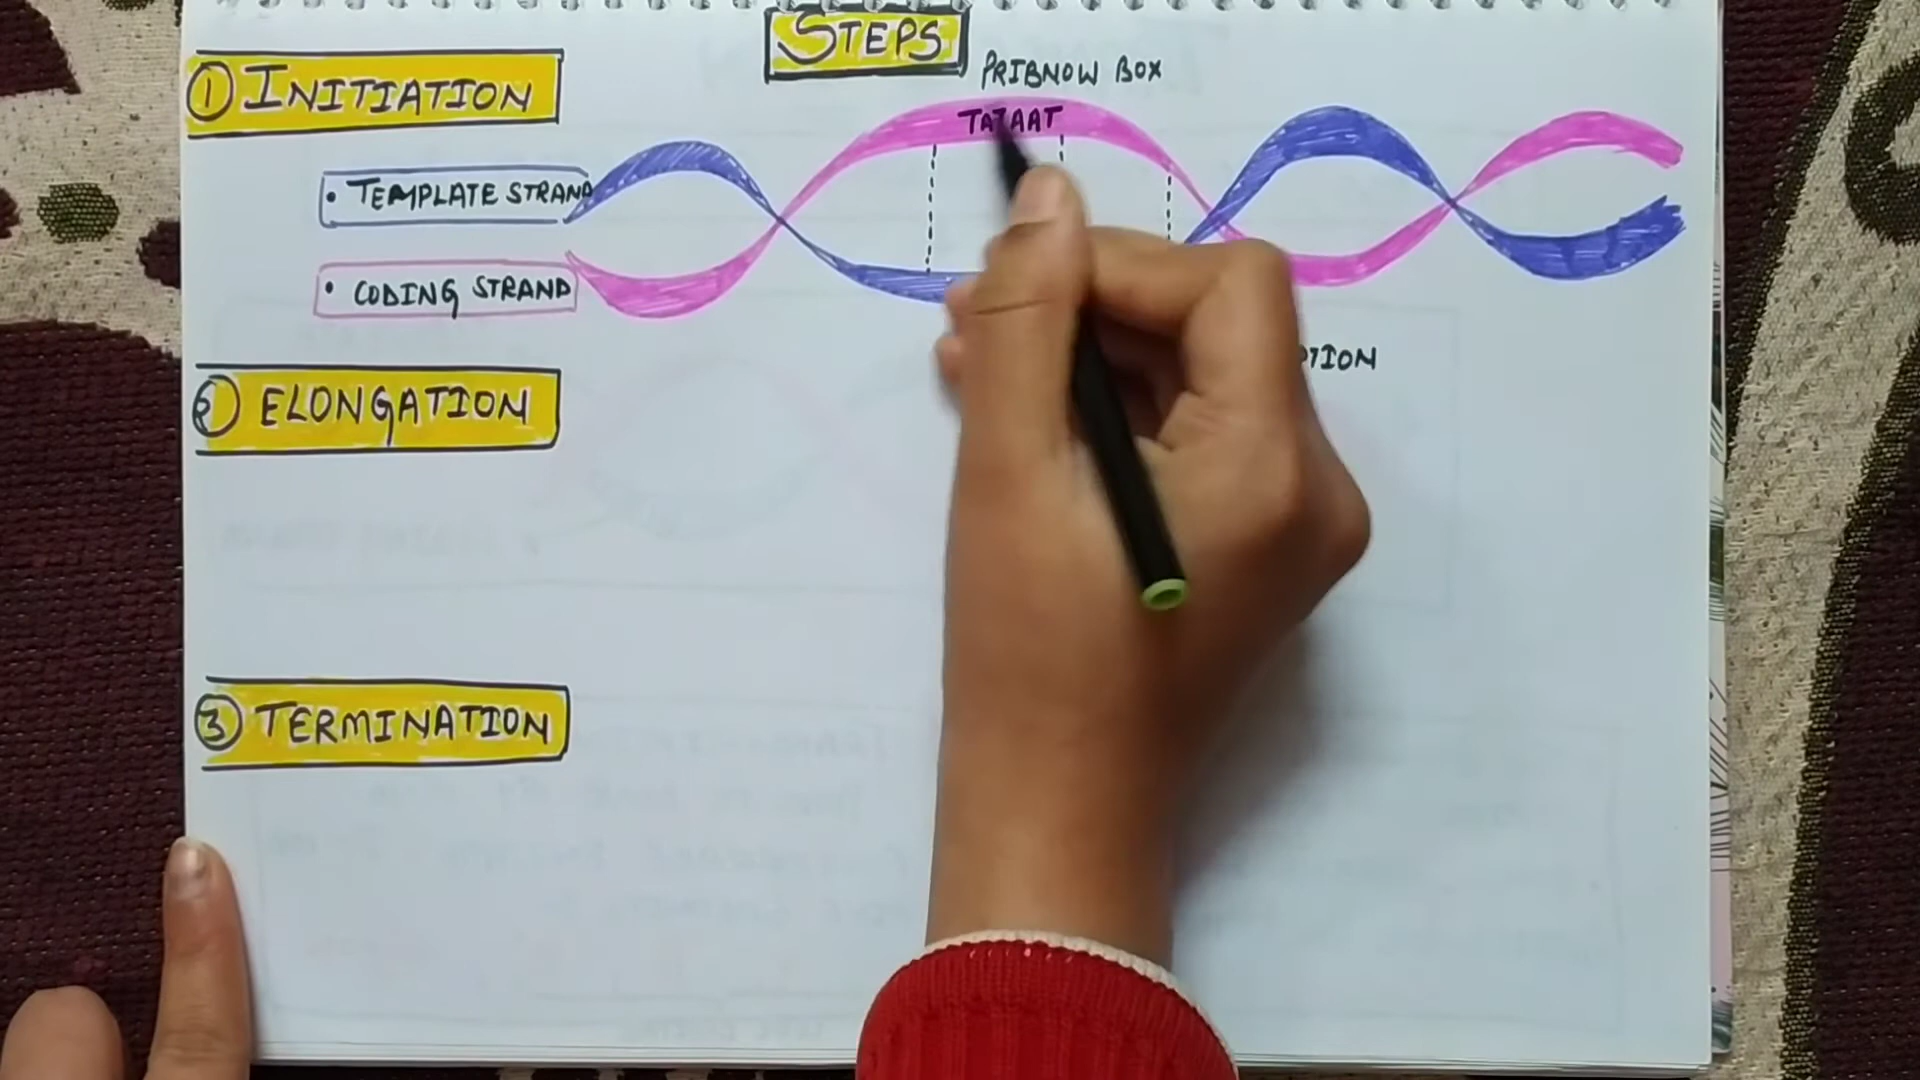 STEPS
① INITIATION
PRIBNOW BOX
TATAAT
• TEMPLATE STRAND
• CODING STRAND
② ELONGATION
③ TERMINATION